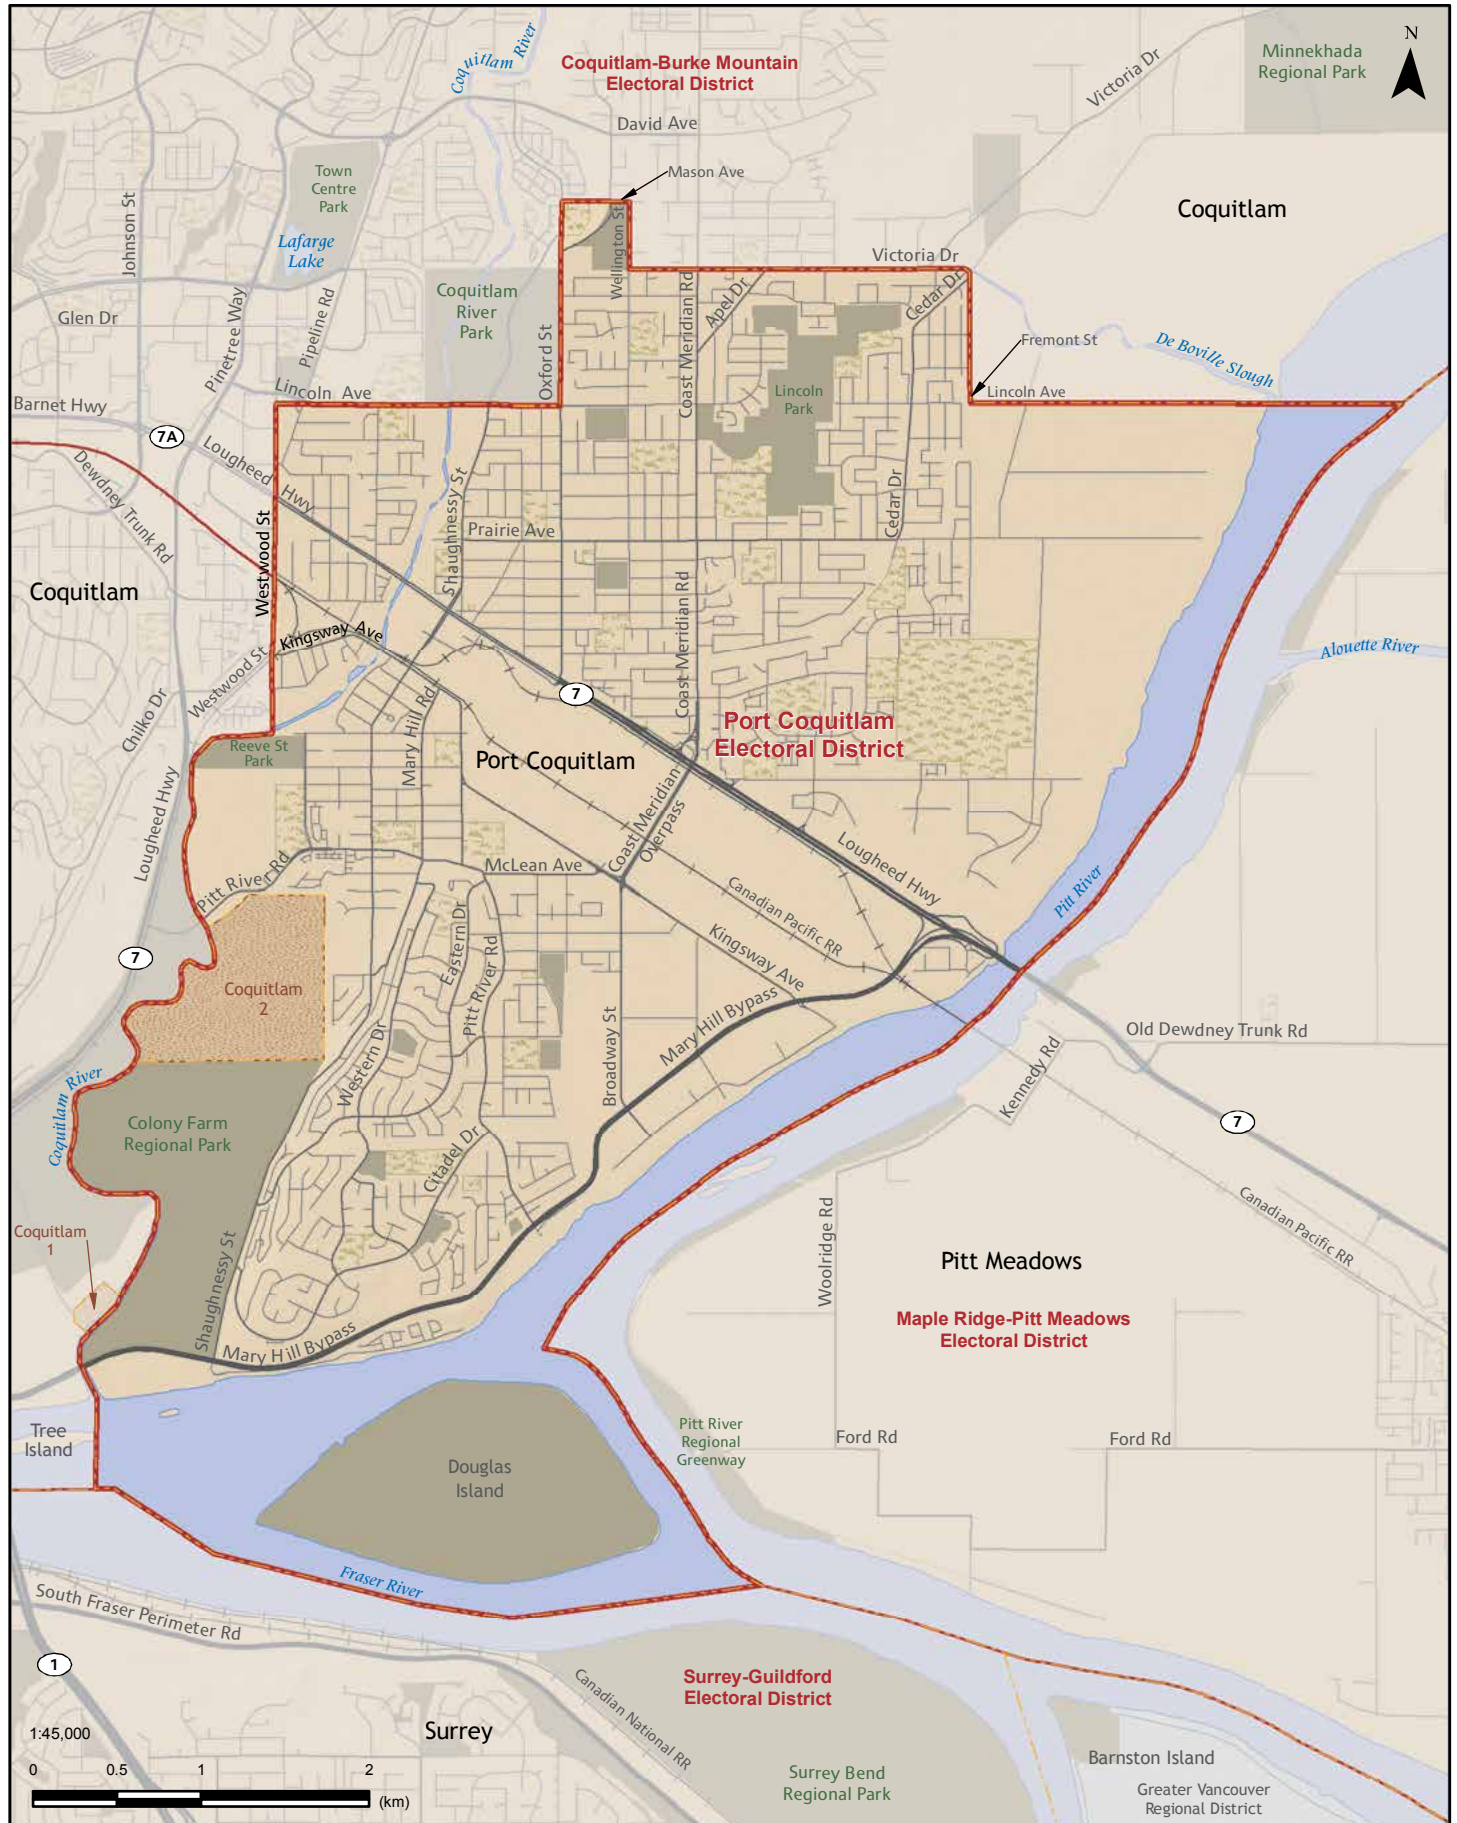 Coquitlam River
Coquitlam-Burke Mountain
Electoral District
N
Minnekhada
Regional Park
Victoria Dr
David Ave
Mason Ave
Town
Centre
Park
Johnson St
Lafarge
Lake
Coquitlam
Wellington St
Victoria Dr
Coquitlam
River
Park
Glen Dr
Pinetree Way
Pipeline Rd
Oxford St
Coast Meridian Rd
Apel Dr
Cedar Dr
Fremont St
De Boville Slough
Lincoln Ave
Lincoln
Park
Lincoln Ave
Barnet Hwy
7A
Lougheed Hwy
Dewdney Trunk Rd
Westwood St
Shaughnessy St
Prairie Ave
Cedar Dr
Coquitlam
Kingsway Ave
Coast Meridian Rd
Alouette River
Westwood St
Chilko Dr
Mary Hill Rd
7
Port Coquitlam
Electoral District
Reeve St
Park
Port Coquitlam
Lougheed Hwy
Coast Meridian
Overpass
Lougheed Hwy
McLean Ave
Pitt River Rd
Canadian Pacific RR
Pitt River
Eastern Dr
Pitt River Rd
Kingsway Ave
7
Coquitlam
2
Mary Hill Bypass
Old Dewdney Trunk Rd
Western Dr
Broadway St
Kennedy Rd
Coquitlam River
Colony Farm
Regional Park
7
Citadel Dr
Coquitlam
1
Shaughnessy St
Woolridge Rd
Canadian Pacific RR
Pitt Meadows
Maple Ridge-Pitt Meadows
Electoral District
Mary Hill Bypass
Tree
Island
Pitt River
Regional
Greenway
Ford Rd
Ford Rd
Douglas
Island
Fraser River
South Fraser Perimeter Rd
1
Surrey-Guildford
Electoral District
Canadian National RR
Surrey
1:45,000
0 0.5 1 2
(km)
Surrey Bend
Regional Park
Barnston Island
Greater Vancouver
Regional District